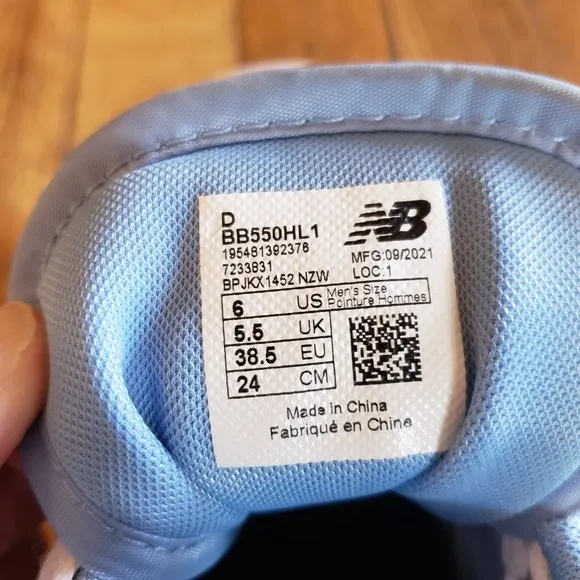 D
BB550HL1
195481392376
7233831
BPJKX1452 NZW
NB
MFG:09/2021
LOC:1
6 US Men's Size Pointure Hommes
5.5 UK
38.5 EU
24 CM
Made in China
Fabriqué en Chine